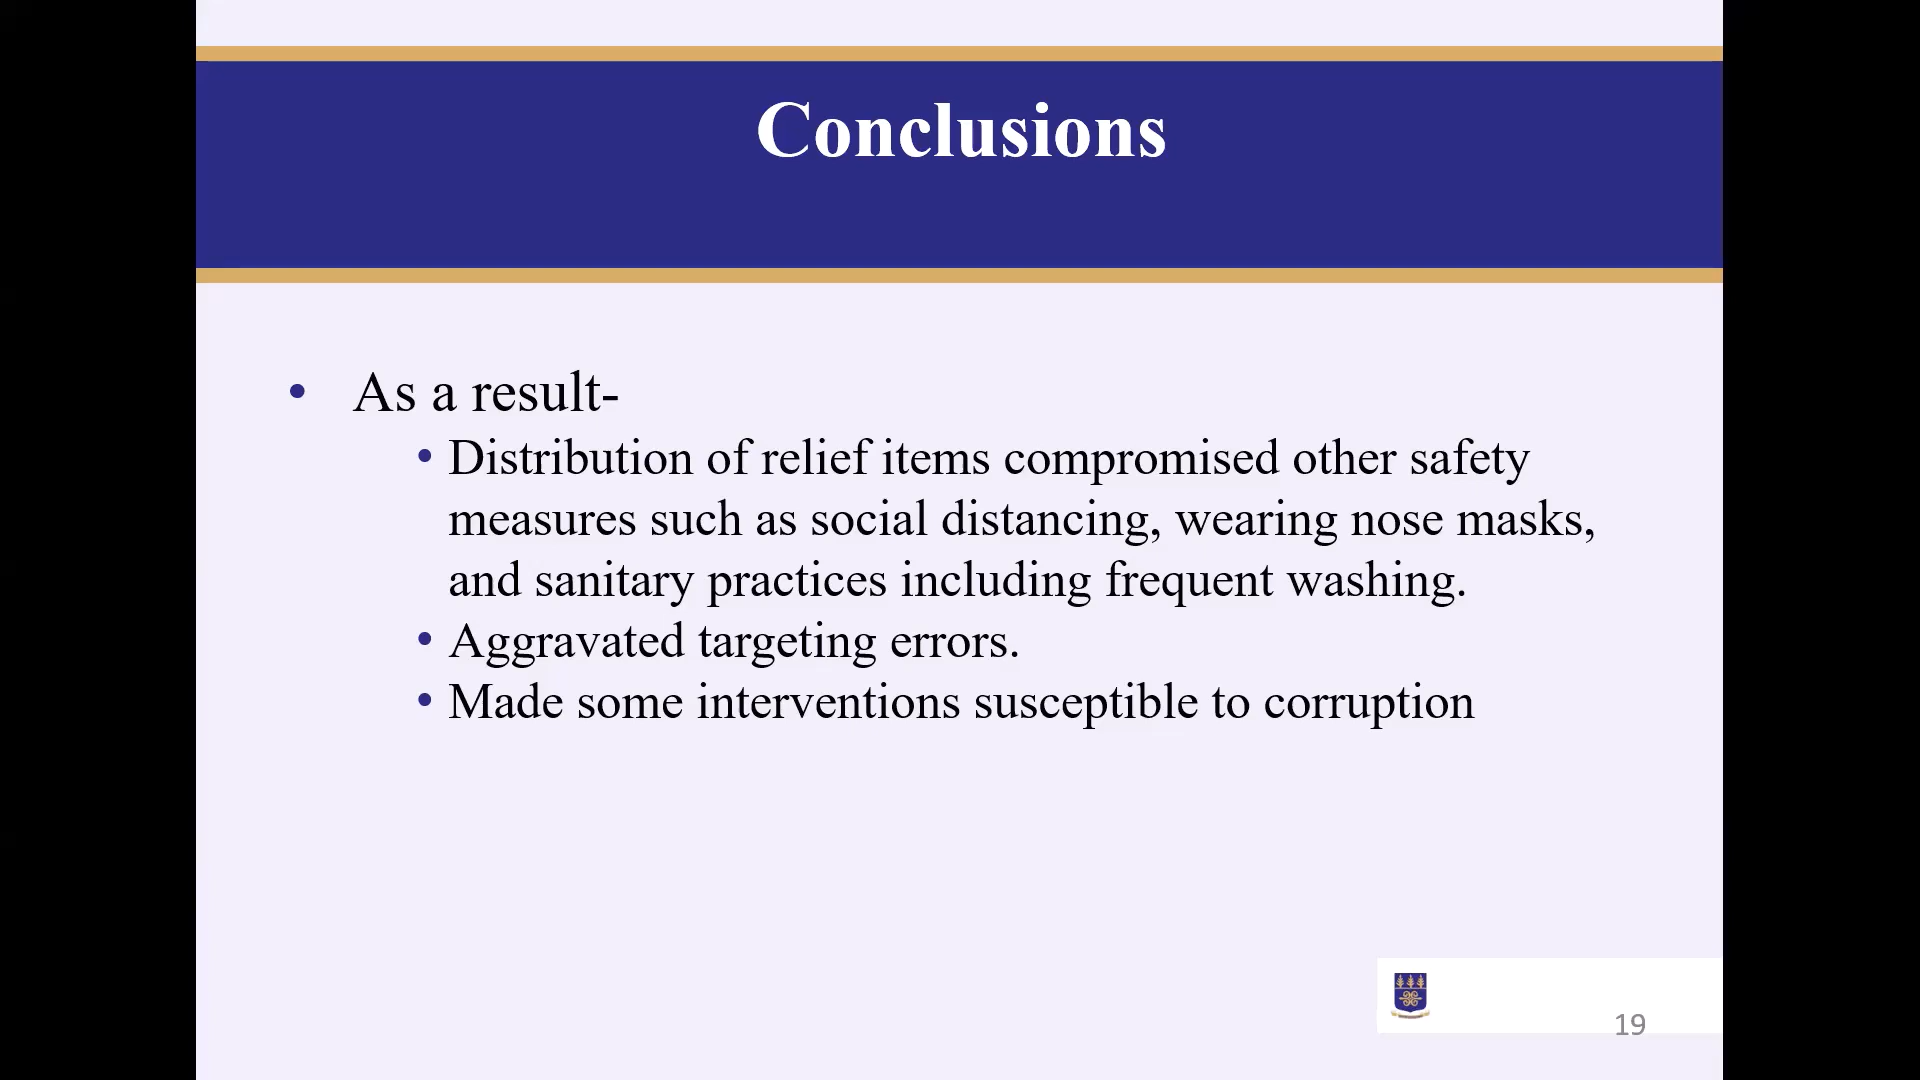 Conclusions
• As a result-
• Distribution of relief items compromised other safety
measures such as social distancing, wearing nose masks,
and sanitary practices including frequent washing.
• Aggravated targeting errors.
• Made some interventions susceptible to corruption
19